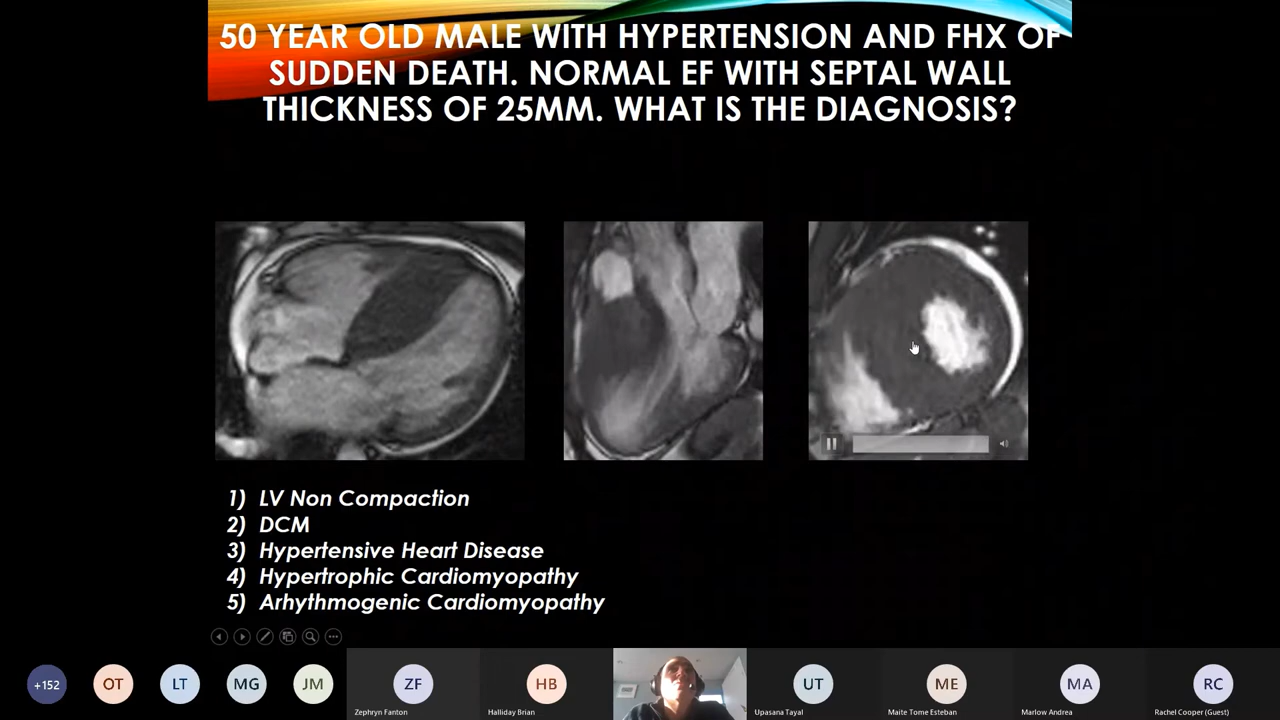 50 YEAR OLD MALE WITH HYPERTENSION AND FHX OF
SUDDEN DEATH. NORMAL EF WITH SEPTAL WALL
THICKNESS OF 25MM. WHAT IS THE DIAGNOSIS?
1) LV Non Compaction
2) DCM
3) Hypertensive Heart Disease
4) Hypertrophic Cardiomyopathy
5) Arhythmogenic Cardiomyopathy
+152 OT LT MG JM ZF HB UT ME MA RC
Zephryn Fanton Halliday Brian Upasana Tayal Maite Tome Esteban Marlow Andrea Rachel Cooper (Guest)